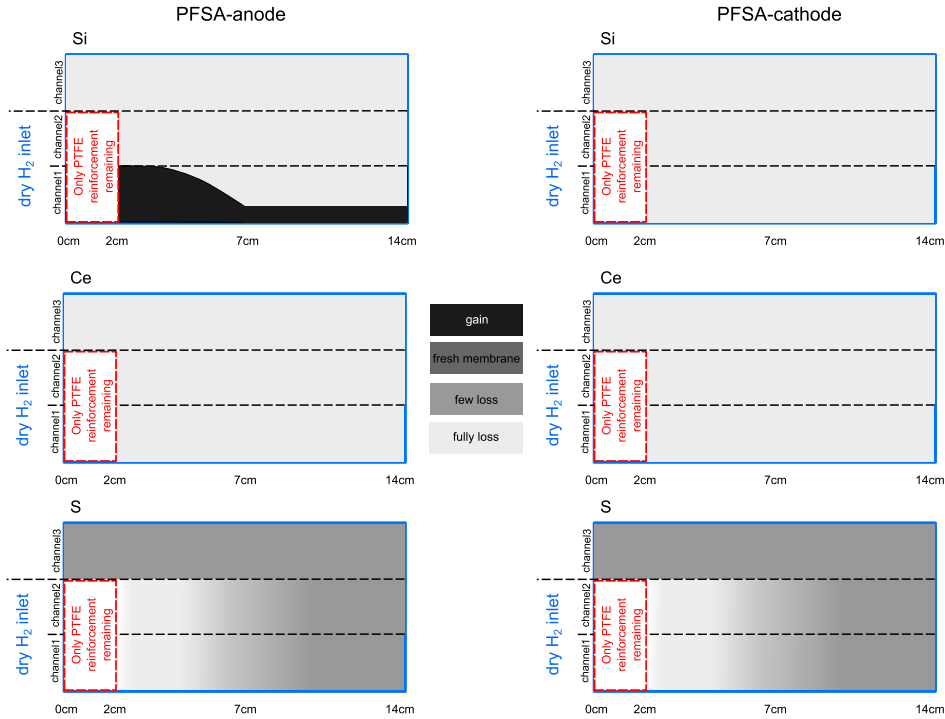 PFSA-anode
PFSA-cathode
Si
channel3
channel2
channel1
dry H₂ inlet
Only PTFE
reinforcement
remaining
0cm 2cm 7cm 14cm
Si
channel3
channel2
channel1
dry H₂ inlet
Only PTFE
reinforcement
remaining
0cm 2cm 7cm 14cm
Ce
channel3
channel2
channel1
dry H₂ inlet
Only PTFE
reinforcement
remaining
0cm 2cm 7cm 14cm
gain
fresh membrane
few loss
fully loss
Ce
channel3
channel2
channel1
dry H₂ inlet
Only PTFE
reinforcement
remaining
0cm 2cm 7cm 14cm
S
channel3
channel2
channel1
dry H₂ inlet
Only PTFE
reinforcement
remaining
0cm 2cm 7cm 14cm
S
channel3
channel2
channel1
dry H₂ inlet
Only PTFE
reinforcement
remaining
0cm 2cm 7cm 14cm